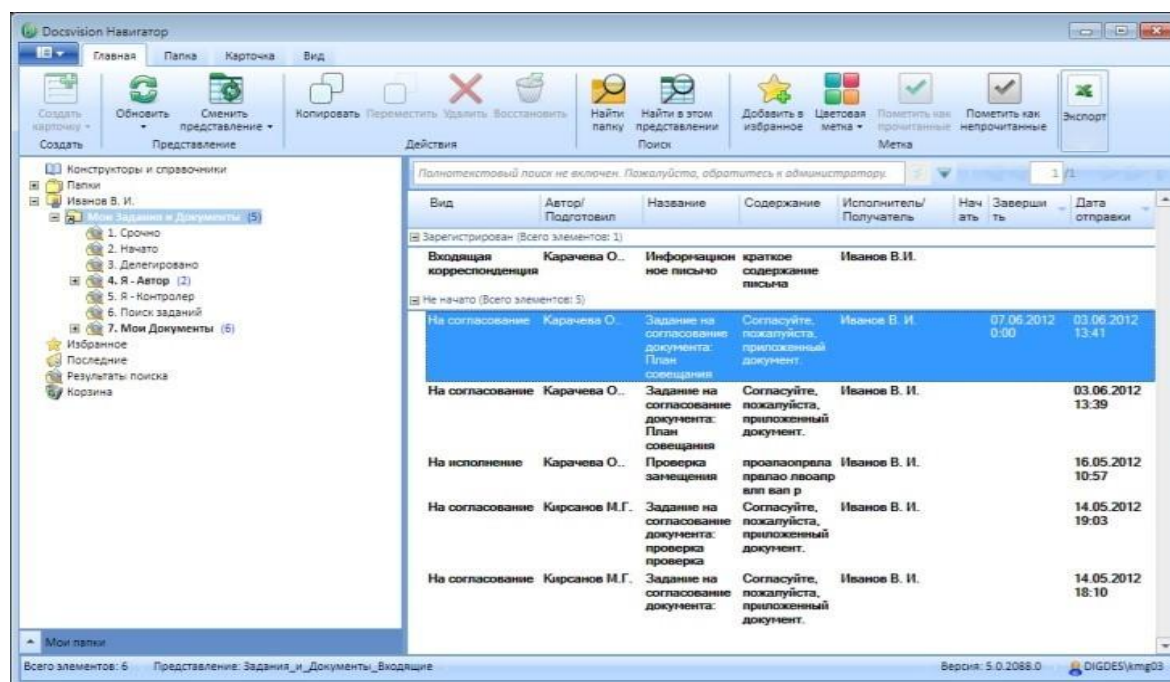 Docsvision Навигатор
Главная Папка Карточка Вид
Создать карточку
Обновить
Сменить представление
Копировать Переместить Удалить Восстановить
Найти папку
Найти в этом представлении
Добавить в избранное
Цветовая метка
Пометить как прочитанные
Пометить как непрочитанные
Экспорт
Создать Представление Действия Поиск Метка
Конструкторы и справочники
Папки
Иванов В. И.
Мои Задания и Документы (5)
1. Срочно
2. Начато
3. Делегировано
4. Я - Автор (2)
5. Я - Контролер
6. Поиск заданий
7. Мои Документы (6)
Избранное
Последние
Результаты поиска
Корзина
Мои папки
Полнотекстовый поиск не включен. Пожалуйста, обратитесь к администратору. 1 /1
Вид Автор/ Название Содержание Исполнитель/ Нач Заверши Дата
Подготовил Получатель ать ть отправки
Зарегистрирован (Всего элементов: 1)
Входящая Карачева О... Информацион краткое Иванов В.И.
корреспонденция ное письмо содержание
письма
Не начато (Всего элементов: 5)
На согласование Карачева О... Задание на Согласуйте, Иванов В. И. 07.06.2012 03.06.2012
согласование пожалуйста, 0:00 13:41
документа: приложенный
План документ.
совещания
На согласование Карачева О... Задание на Согласуйте, Иванов В. И. 03.06.2012
согласование пожалуйста, 13:39
документа: приложенный
План документ.
совещания
На исполнение Карачева О... Проверка Иванов В. И. 16.05.2012
замещения 10:57
влп вап р
На согласование Кирсанов М.Г. Задание на Согласуйте, Иванов В. И. 14.05.2012
согласование пожалуйста, 19:03
документа: приложенный
проверка документ.
проверка
На согласование Кирсанов М.Г. Задание на Согласуйте, Иванов В. И. 14.05.2012
согласование пожалуйста, 18:10
документа: приложенный
документ.
Всего элементов: 6 Представление: Задания_и_Документы_Входящие Версия: 5.0.2088.0 DIGDES\kmg03